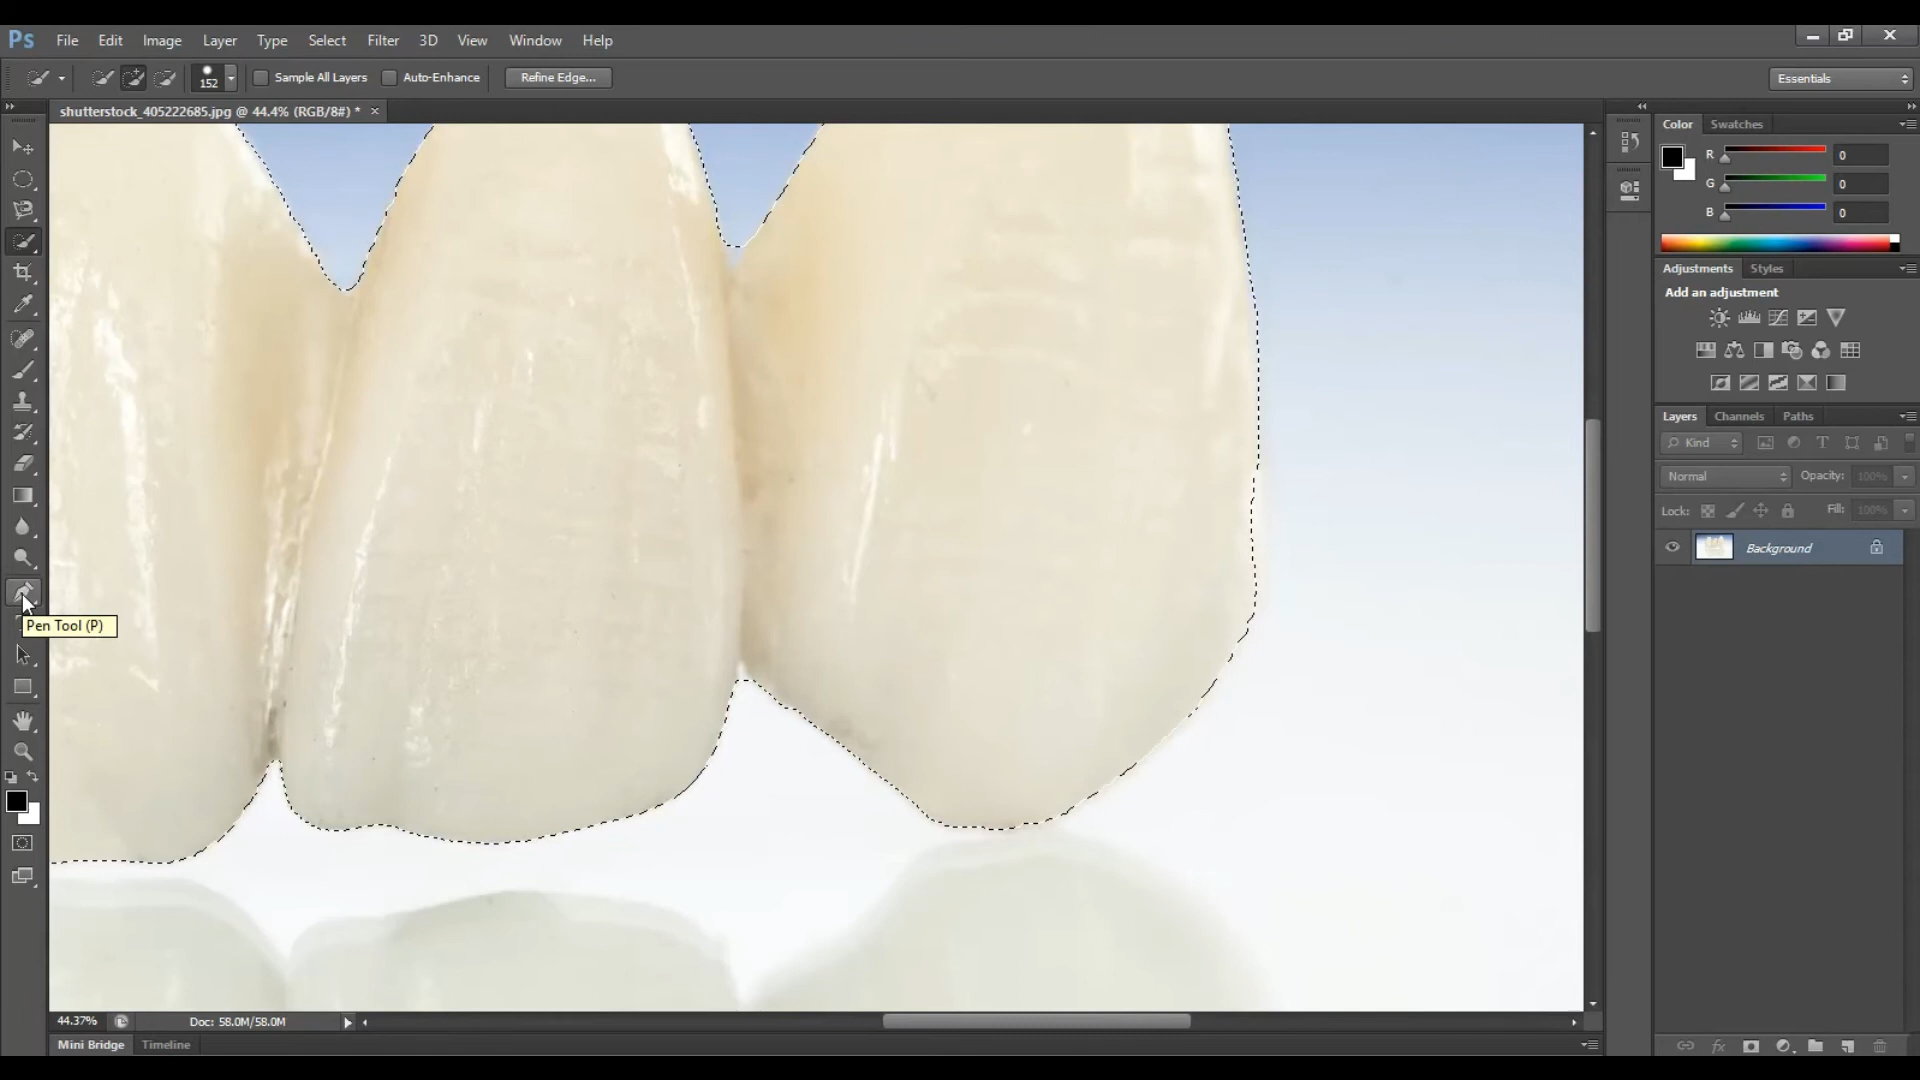 Ps File Edit Image Layer Type Select Filter 3D View Window Help
152 Sample All Layers Auto-Enhance Refine Edge... Essentials
shutterstock_405222685.jpg @ 44.4% (RGB/8#) * ×
Color Swatches
R 0
G 0
B 0
Adjustments Styles
Add an adjustment
Layers Channels Paths
Kind
Normal Opacity: 100%
Lock: Fill: 100%
Background
Pen Tool (P)
44.37% Doc: 58.0M/58.0M
Mini Bridge Timeline